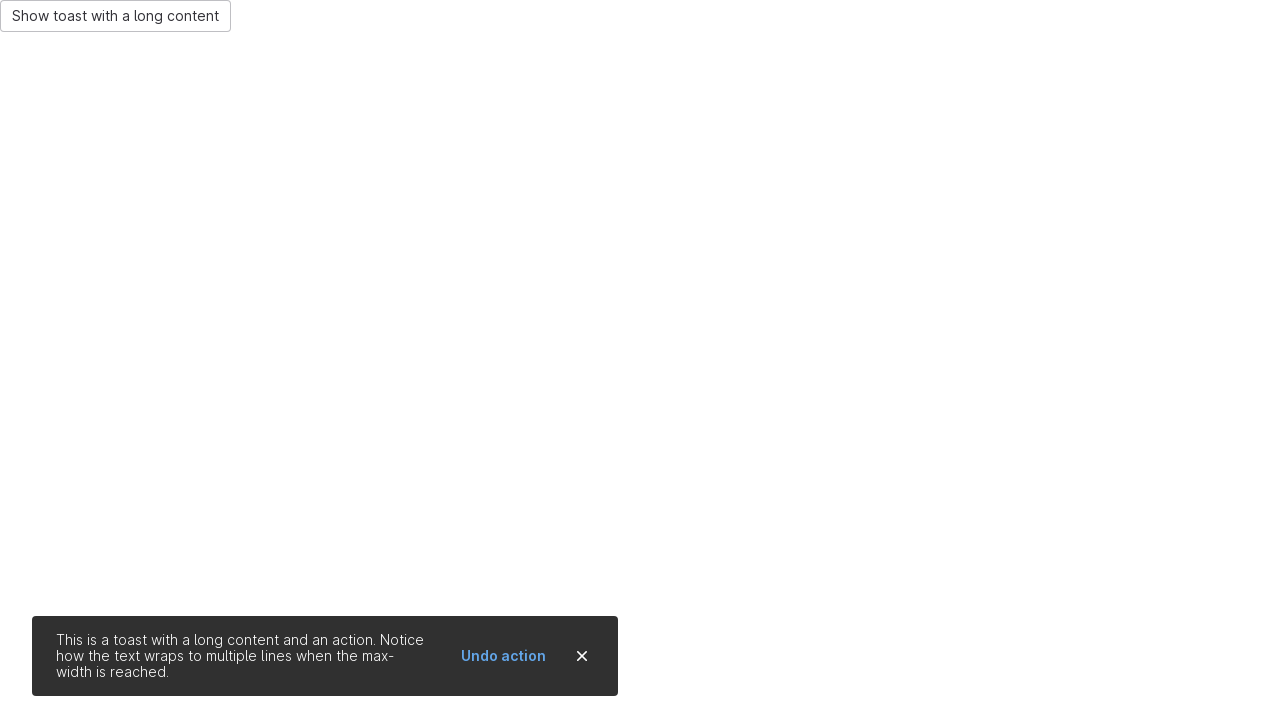 Show toast with a long content
This is a toast with a long content and an action. Notice
how the text wraps to multiple lines when the max-
width is reached.
Undo action